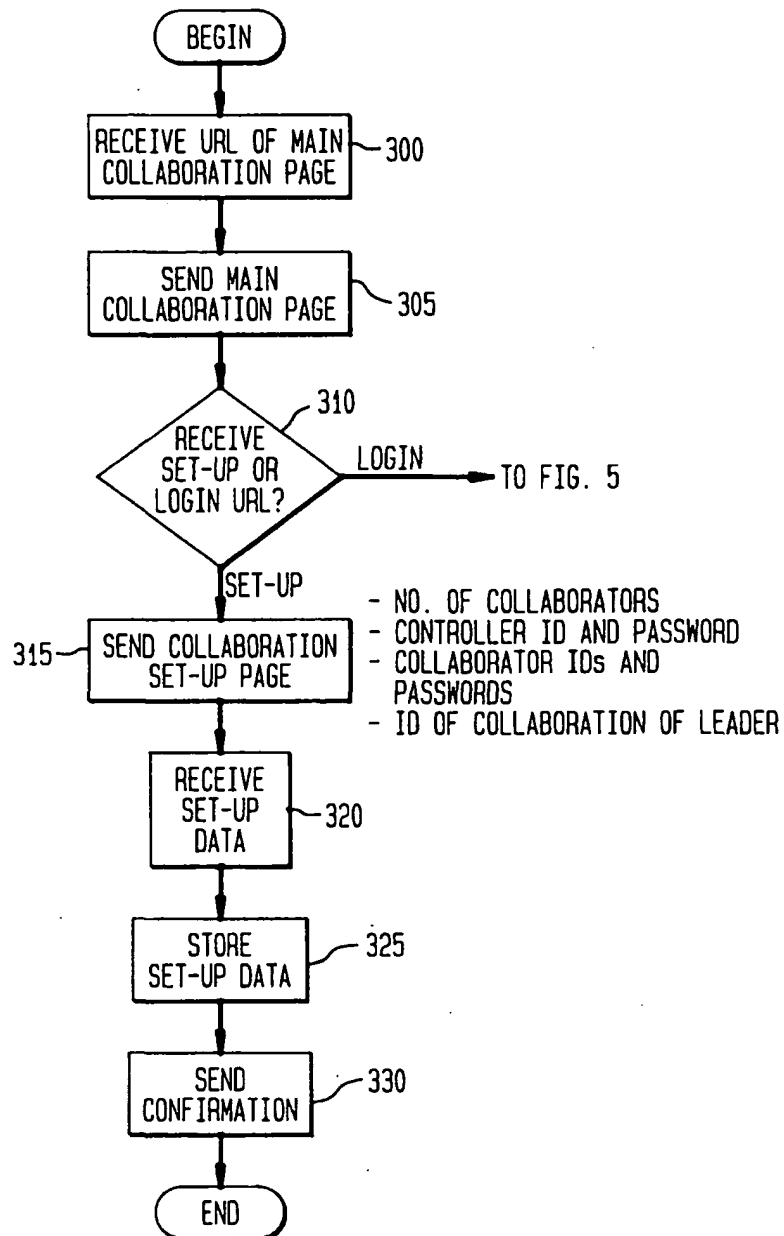 BEGIN
RECEIVE URL OF MAIN
COLLABORATION PAGE
300
SEND MAIN
COLLABORATION PAGE
305
310
RECEIVE
SET-UP OR
LOGIN URL?
LOGIN
TO FIG. 5
SET-UP
315
SEND COLLABORATION
SET-UP PAGE
- NO. OF COLLABORATORS
- CONTROLLER ID AND PASSWORD
- COLLABORATOR IDs AND
PASSWORDS
- ID OF COLLABORATION OF LEADER
RECEIVE
SET-UP
DATA
320
STORE
SET-UP DATA
325
SEND
CONFIRMATION
330
END